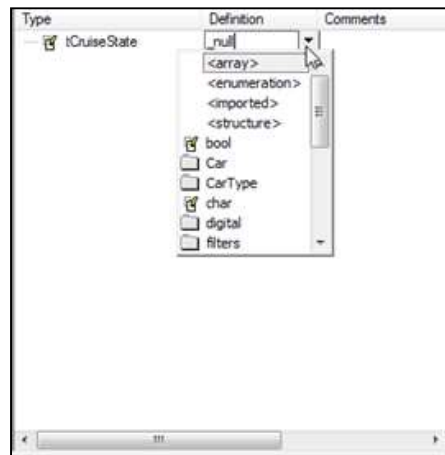 Type Definition Comments
tCruiseState _null
<array>
<enumeration>
<imported>
<structure>
bool
Car
CarType
char
digital
filters